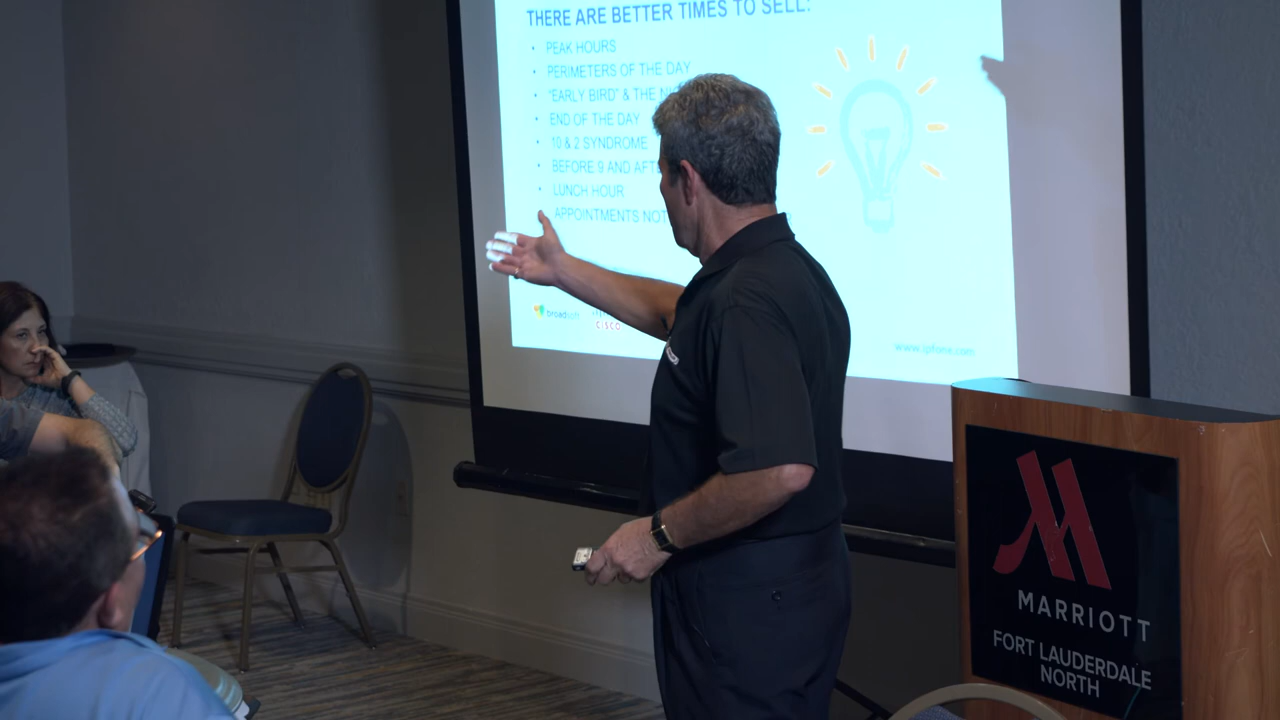 THERE ARE BETTER TIMES TO SELL:
• PEAK HOURS
• PERIMETERS OF THE DAY
• "EARLY BIRD" & THE
• END OF THE DAY
• 10 & 2 SYNDROME
• BEFORE 9 AND
• LUNCH HOUR
APPOINTMENTS NOT
broadsoft
CISCO
www.ipfone.com
MARRIOTT
FORT LAUDERDALE
NORTH